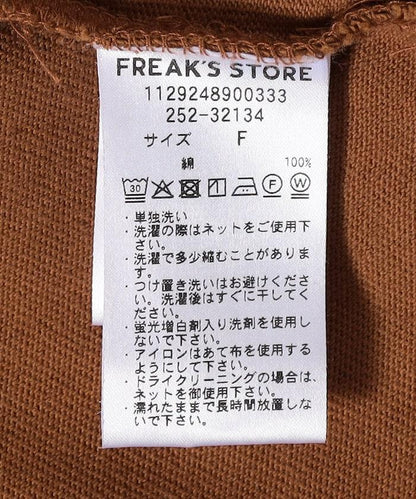 FREAK'S STORE
1129248900333
252-32134
サイズ F
綿 100%
30 F W
・単独洗い
・洗濯の際はネットをご使用下
さい。
・洗濯で多少縮むことがありま
す。
・つけ置き洗いはお避けくださ
い。洗濯後はすぐに干してく
ださい。
・蛍光増白剤入り洗剤を使用し
ないで下さい。
・アイロンはあて布を使用する
ようにして下さい。
・ドライクリーニングの場合は、
ネットを御使用下さい。
・濡れたままで長時間放置しな
いで下さい。